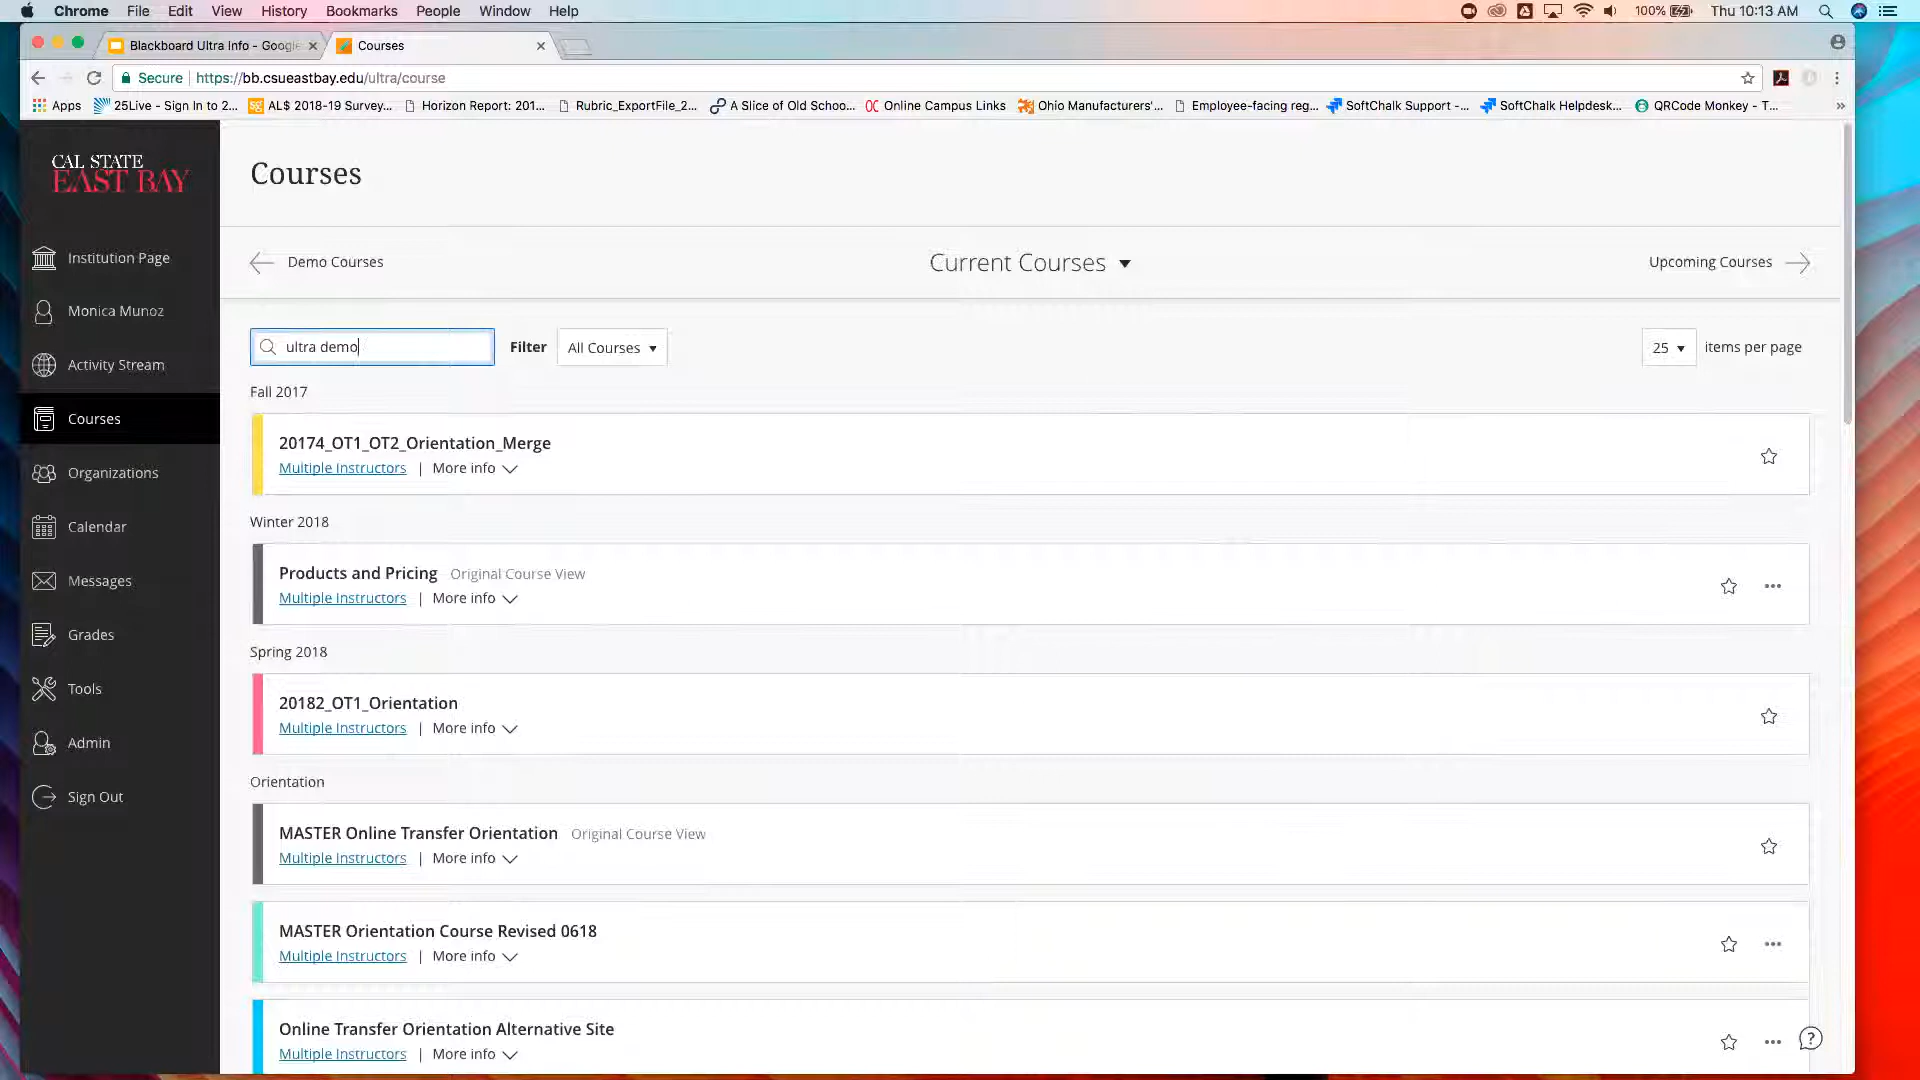 Chrome File Edit View History Bookmarks People Window Help
100% Thu 10:13 AM
Blackboard Ultra Info - Google
Courses
Secure https://bb.csueastbay.edu/ultra/course
Apps 25Live - Sign In to 2... AL$ 2018-19 Survey... Horizon Report: 201... Rubric_ExportFile_2... A Slice of Old Schoo... Online Campus Links Ohio Manufacturers'... Employee-facing reg... SoftChalk Support -... SoftChalk Helpdesk... QRCode Monkey - T... »
CAL STATE
EAST BAY
Institution Page
Monica Munoz
Activity Stream
Courses
Organizations
Calendar
Messages
Grades
Tools
Admin
Sign Out
Courses
Demo Courses
Current Courses
Upcoming Courses
ultra demo
Filter All Courses
25 items per page
Fall 2017
20174_OT1_OT2_Orientation_Merge
Multiple Instructors | More info
Winter 2018
Products and Pricing Original Course View
Multiple Instructors | More info
Spring 2018
20182_OT1_Orientation
Multiple Instructors | More info
Orientation
MASTER Online Transfer Orientation Original Course View
Multiple Instructors | More info
MASTER Orientation Course Revised 0618
Multiple Instructors | More info
Online Transfer Orientation Alternative Site
Multiple Instructors | More info